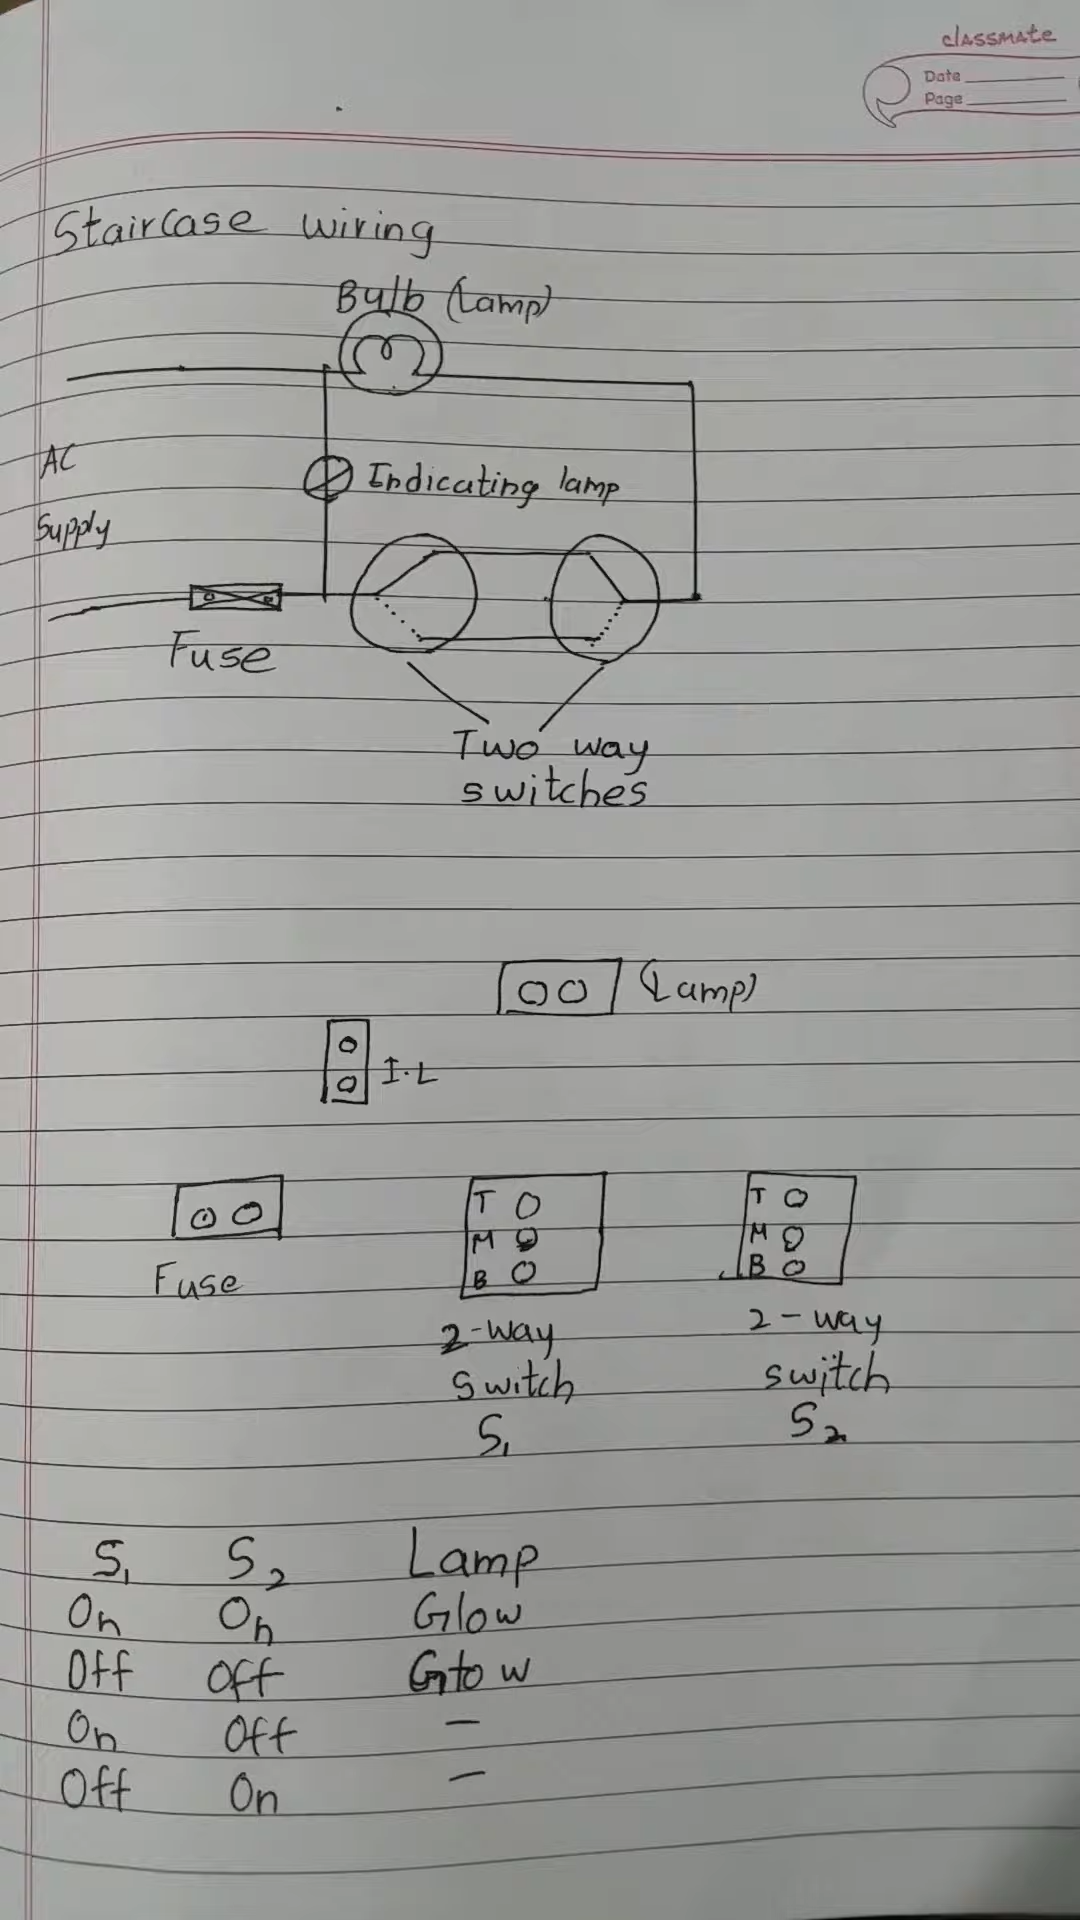 classmate
Date
Page
Staircase wiring
Bulb (Lamp)
AC
Supply
Indicating lamp
Fuse
Two way
switches
(Lamp)
I.L
T
M
B
T
M
B
Fuse
2-way
switch
S1
2-way
switch
S2
S1 S2 Lamp
On On Glow
Off Off Glow
On Off –
Off On –